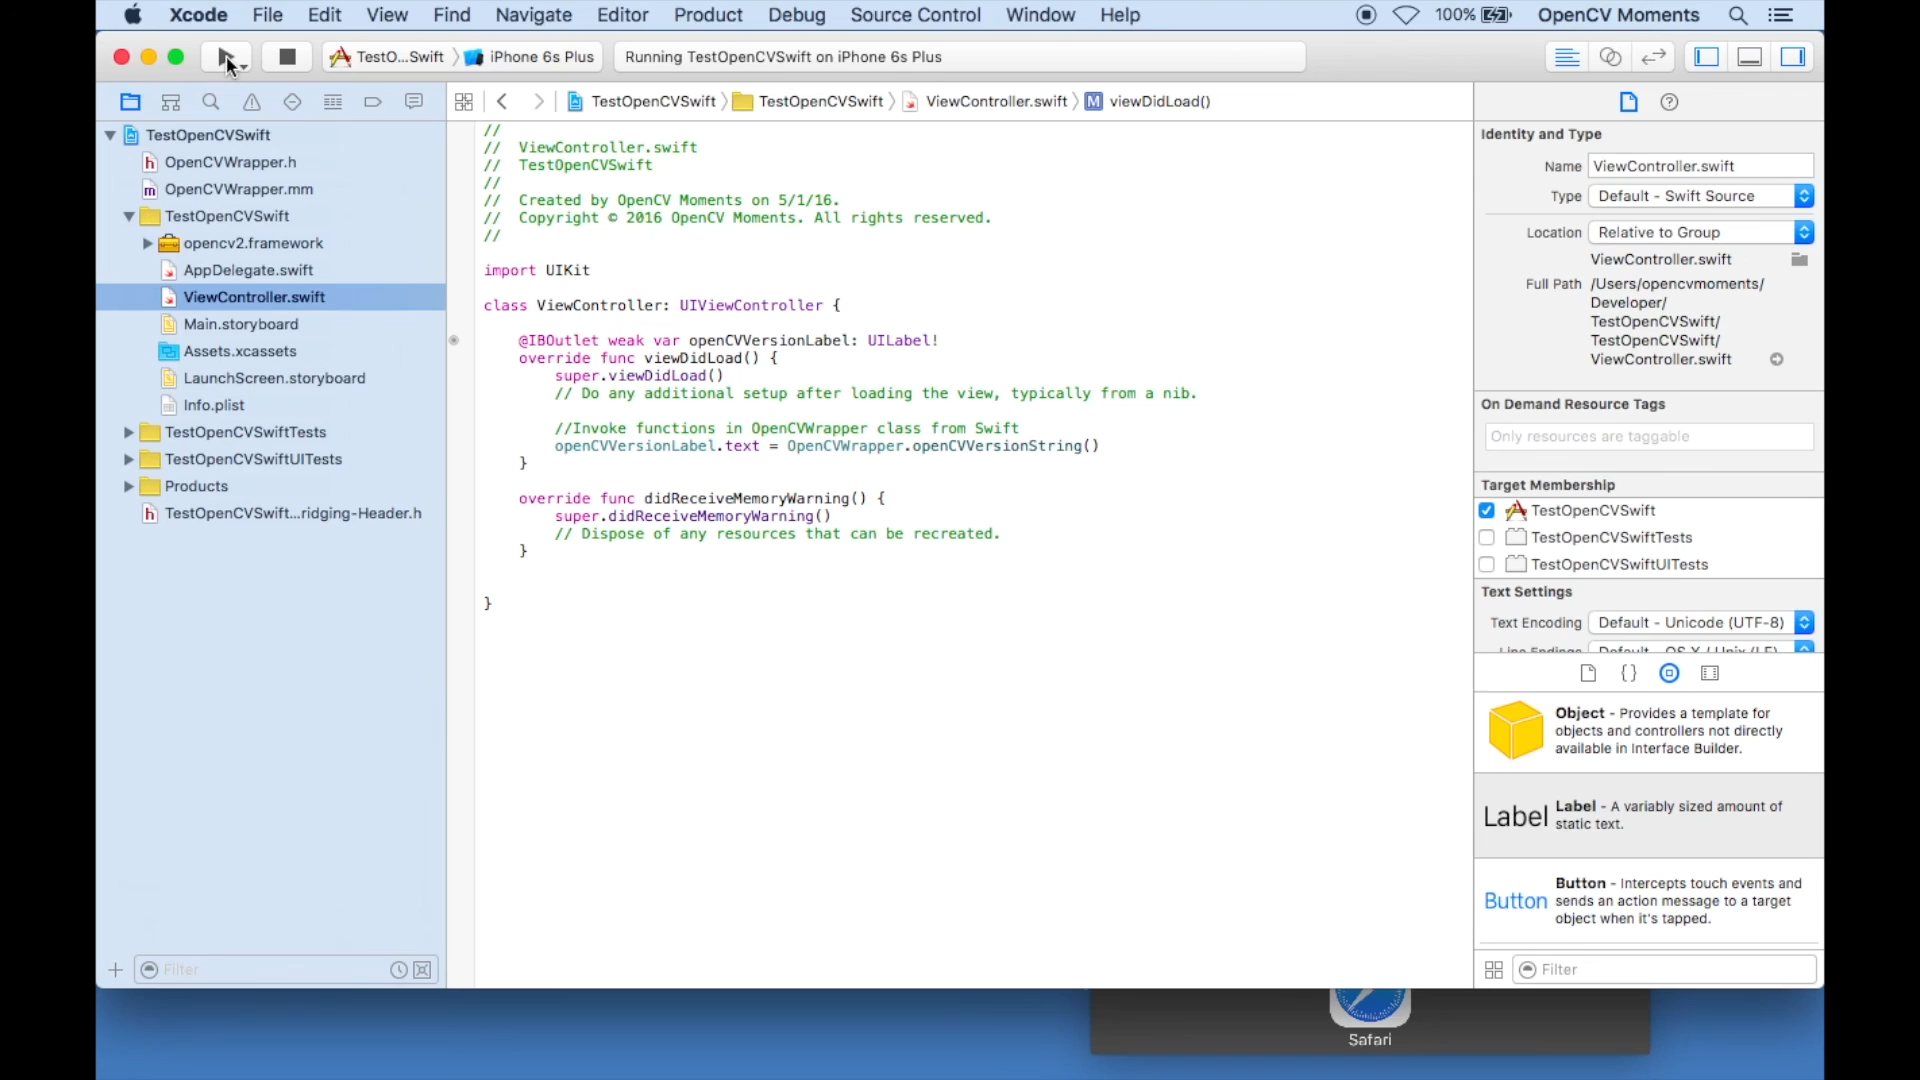 Xcode File Edit View Find Navigate Editor Product Debug Source Control Window Help 100% OpenCV Moments
TestO...Swift iPhone 6s Plus Running TestOpenCVSwift on iPhone 6s Plus
TestOpenCVSwift TestOpenCVSwift ViewController.swift M viewDidLoad()
TestOpenCVSwift
h OpenCVWrapper.h
m OpenCVWrapper.mm
TestOpenCVSwift
opencv2.framework
AppDelegate.swift
ViewController.swift
Main.storyboard
Assets.xcassets
LaunchScreen.storyboard
Info.plist
TestOpenCVSwiftTests
TestOpenCVSwiftUITests
Products
h TestOpenCVSwift...ridging-Header.h
Filter
//
// ViewController.swift
// TestOpenCVSwift
//
// Created by OpenCV Moments on 5/1/16.
// Copyright © 2016 OpenCV Moments. All rights reserved.
//
import UIKit
class ViewController: UIViewController {
@IBOutlet weak var openCVVersionLabel: UILabel!
override func viewDidLoad() {
super.viewDidLoad()
// Do any additional setup after loading the view, typically from a nib.
//Invoke functions in OpenCVWrapper class from Swift
openCVVersionLabel.text = OpenCVWrapper.openCVVersionString()
}
override func didReceiveMemoryWarning() {
super.didReceiveMemoryWarning()
// Dispose of any resources that can be recreated.
}
}
Identity and Type
Name ViewController.swift
Type Default - Swift Source
Location Relative to Group
ViewController.swift
Full Path /Users/opencvmoments/
Developer/
TestOpenCVSwift/
TestOpenCVSwift/
ViewController.swift
On Demand Resource Tags
Only resources are taggable
Target Membership
TestOpenCVSwift
TestOpenCVSwiftTests
TestOpenCVSwiftUITests
Text Settings
Text Encoding Default - Unicode (UTF-8)
Line Endings Default - OS X / Unix (LF)
{}
Object - Provides a template for
objects and controllers not directly
available in Interface Builder.
Label Label - A variably sized amount of
static text.
Button - Intercepts touch events and
Button sends an action message to a target
object when it's tapped.
Filter
Safari